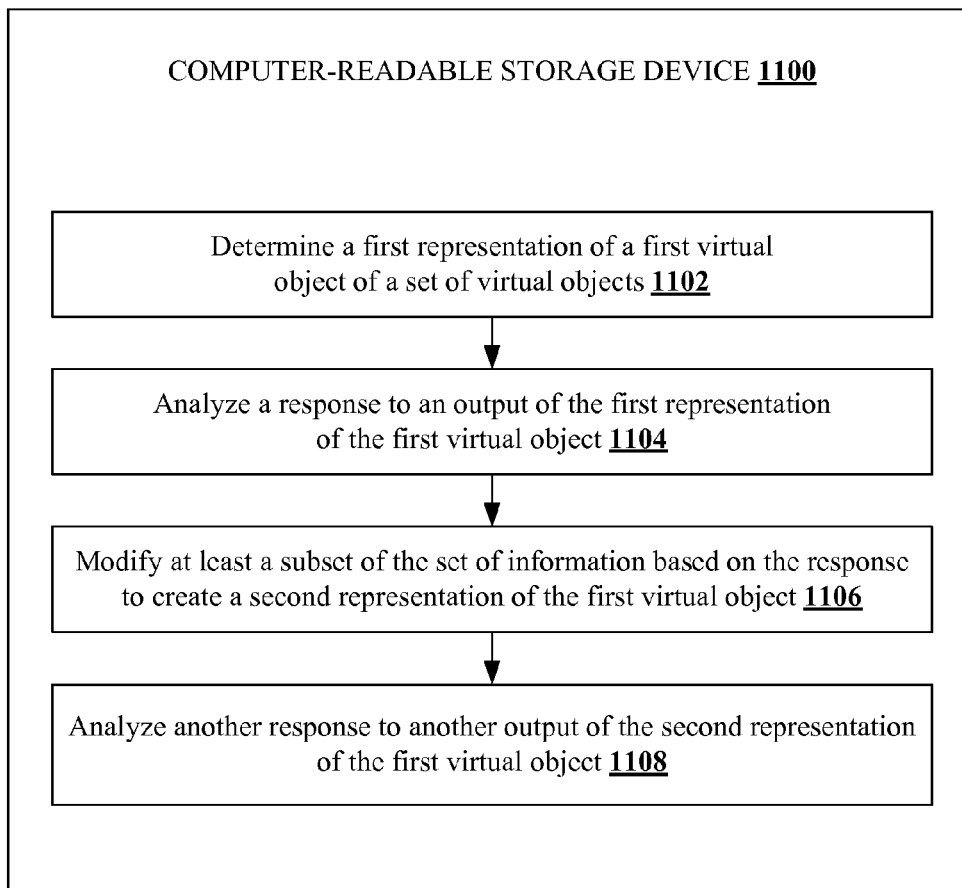 COMPUTER-READABLE STORAGE DEVICE 1100
Determine a first representation of a first virtual
object of a set of virtual objects 1102
Analyze a response to an output of the first representation
of the first virtual object 1104
Modify at least a subset of the set of information based on the response
to create a second representation of the first virtual object 1106
Analyze another response to another output of the second representation
of the first virtual object 1108